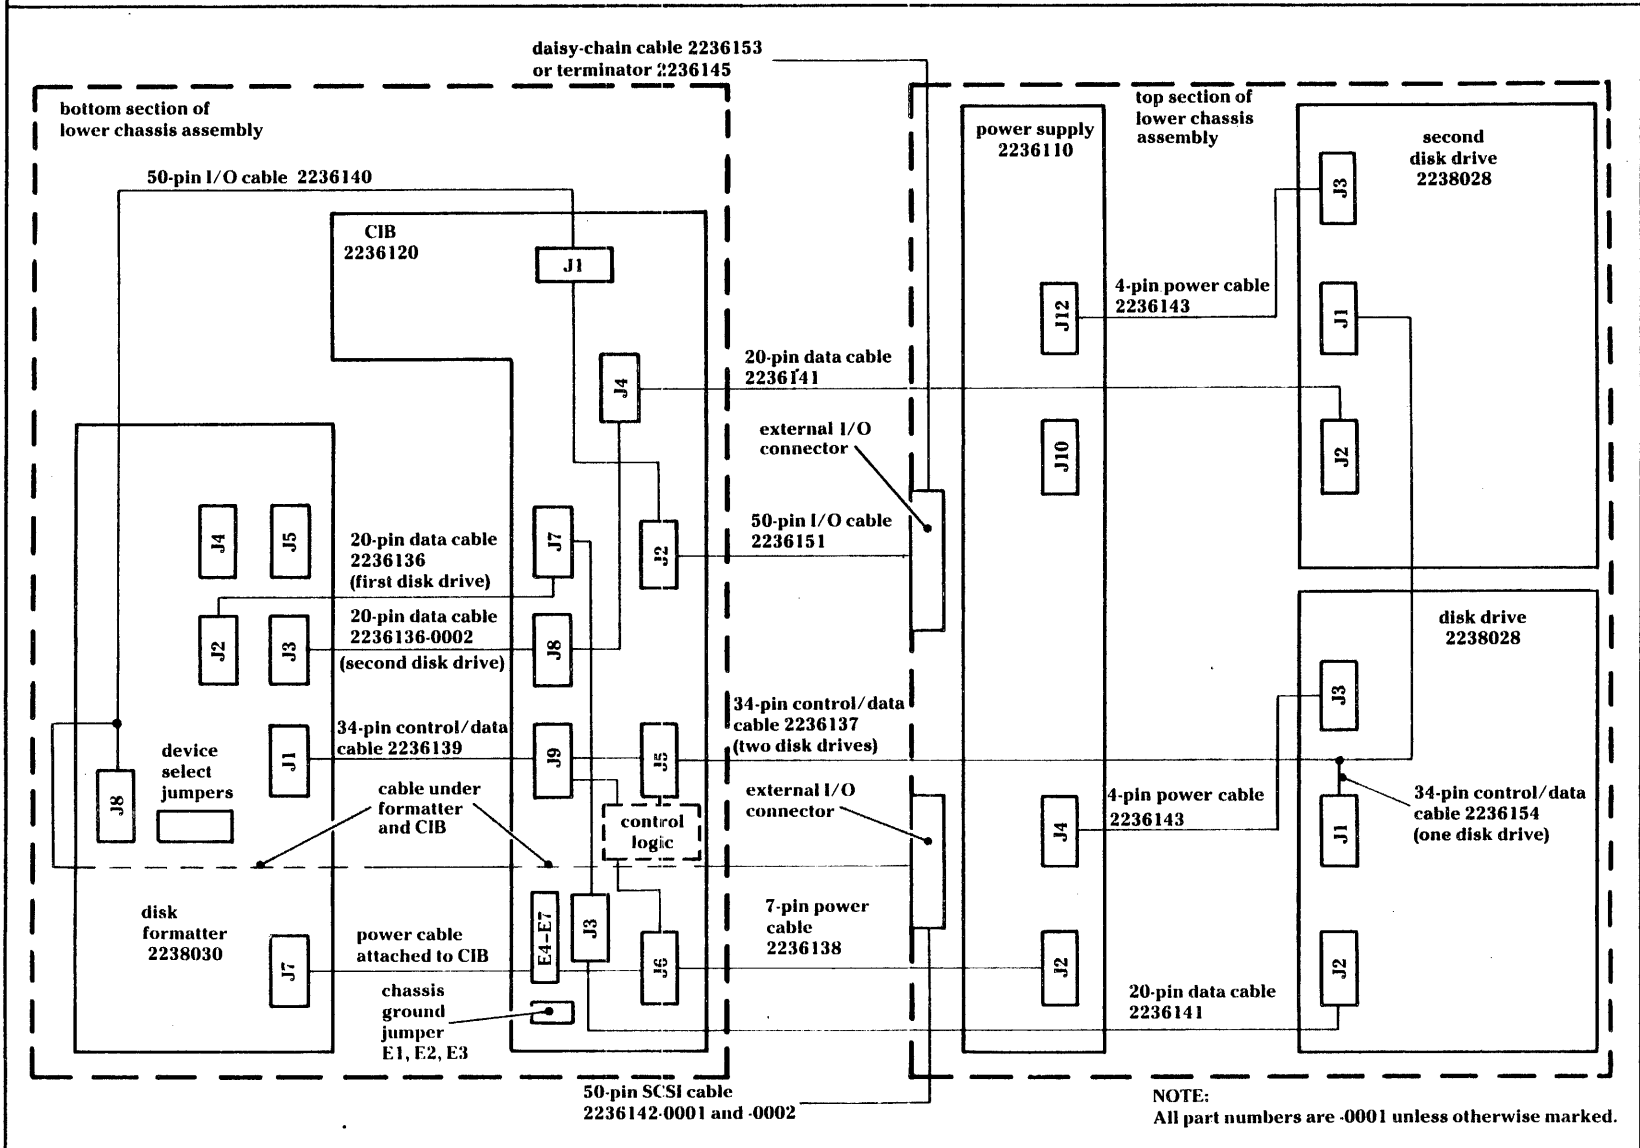 daisy-chain cable 2236153
or terminator 2236145
bottom section of
lower chassis assembly
50-pin I/O cable 2236140
CIB
2236120
J1
J4
J7
J2
J8
J9
J5
control
logic
E4-E7
J3
J6
J4
J5
J2
J3
J1
J8
J7
20-pin data cable
2236136
(first disk drive)
20-pin data cable
2236136-0002
(second disk drive)
34-pin control/data
cable 2236139
device
select
jumpers
cable under
formatter
and CIB
disk
formatter
2238030
power cable
attached to CIB
chassis
ground
jumper
E1, E2, E3
20-pin data cable
2236141
external I/O
connector
50-pin I/O cable
2236151
34-pin control/data
cable 2236137
(two disk drives)
external I/O
connector
7-pin power
cable
2236138
50-pin SCSI cable
2236142-0001 and -0002
top section of
lower chassis
assembly
power supply
2236110
J12
J10
J4
J2
4-pin power cable
2236143
second
disk drive
2238028
J3
J1
J2
disk drive
2238028
J3
J1
J2
4-pin power cable
2236143
34-pin control/data
cable 2236154
(one disk drive)
20-pin data cable
2236141
NOTE:
All part numbers are -0001 unless otherwise marked.